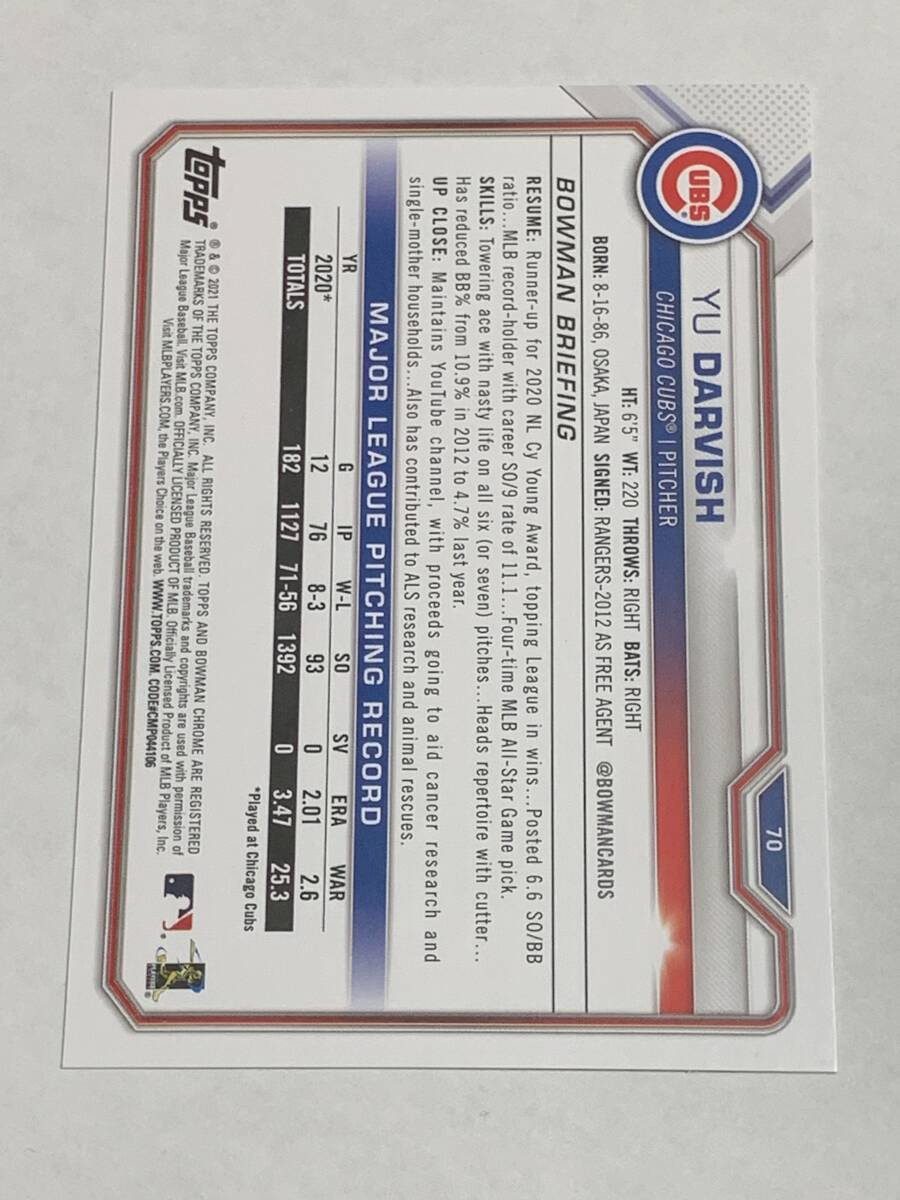 70
CUBS
YU DARVISH
CHICAGO CUBS® | PITCHER
HT: 6'5" WT: 220 THROWS: RIGHT BATS: RIGHT
BORN: 8-16-86, OSAKA, JAPAN SIGNED: RANGERS-2012 AS FREE AGENT @BOWMANCARDS
BOWMAN BRIEFING
RESUME: Runner-up for 2020 NL Cy Young Award, topping League in wins...Posted 6.6 SO/BB
ratio...MLB record-holder with career SO/9 rate of 11.1...Four-time MLB All-Star Game pick.
SKILLS: Towering ace with nasty life on all six (or seven) pitches...Heads repertoire with cutter...
Has reduced BB% from 10.9% in 2012 to 4.7% last year.
UP CLOSE: Maintains YouTube channel, with proceeds going to aid cancer research and
single-mother households...Also has contributed to ALS research and animal rescues.
MAJOR LEAGUE PITCHING RECORD
YR G IP W-L SO SV ERA WAR
2020* 12 76 8-3 93 0 2.01 2.6
TOTALS 182 1127 71-56 1392 0 3.47 25.3
*Played at Chicago Cubs
topps®
® & © 2021 THE TOPPS COMPANY, INC. ALL RIGHTS RESERVED. TOPPS AND BOWMAN CHROME ARE REGISTERED
TRADEMARKS OF THE TOPPS COMPANY, INC. Major League Baseball trademarks and copyrights are used with permission of
Major League Baseball. Visit MLB.com. OFFICIALLY LICENSED PRODUCT OF MLB. Officially Licensed Product of MLB Players, Inc.
Visit MLBPLAYERS.COM, the Players Choice on the web. WWW.TOPPS.COM. CODE#CMP044106